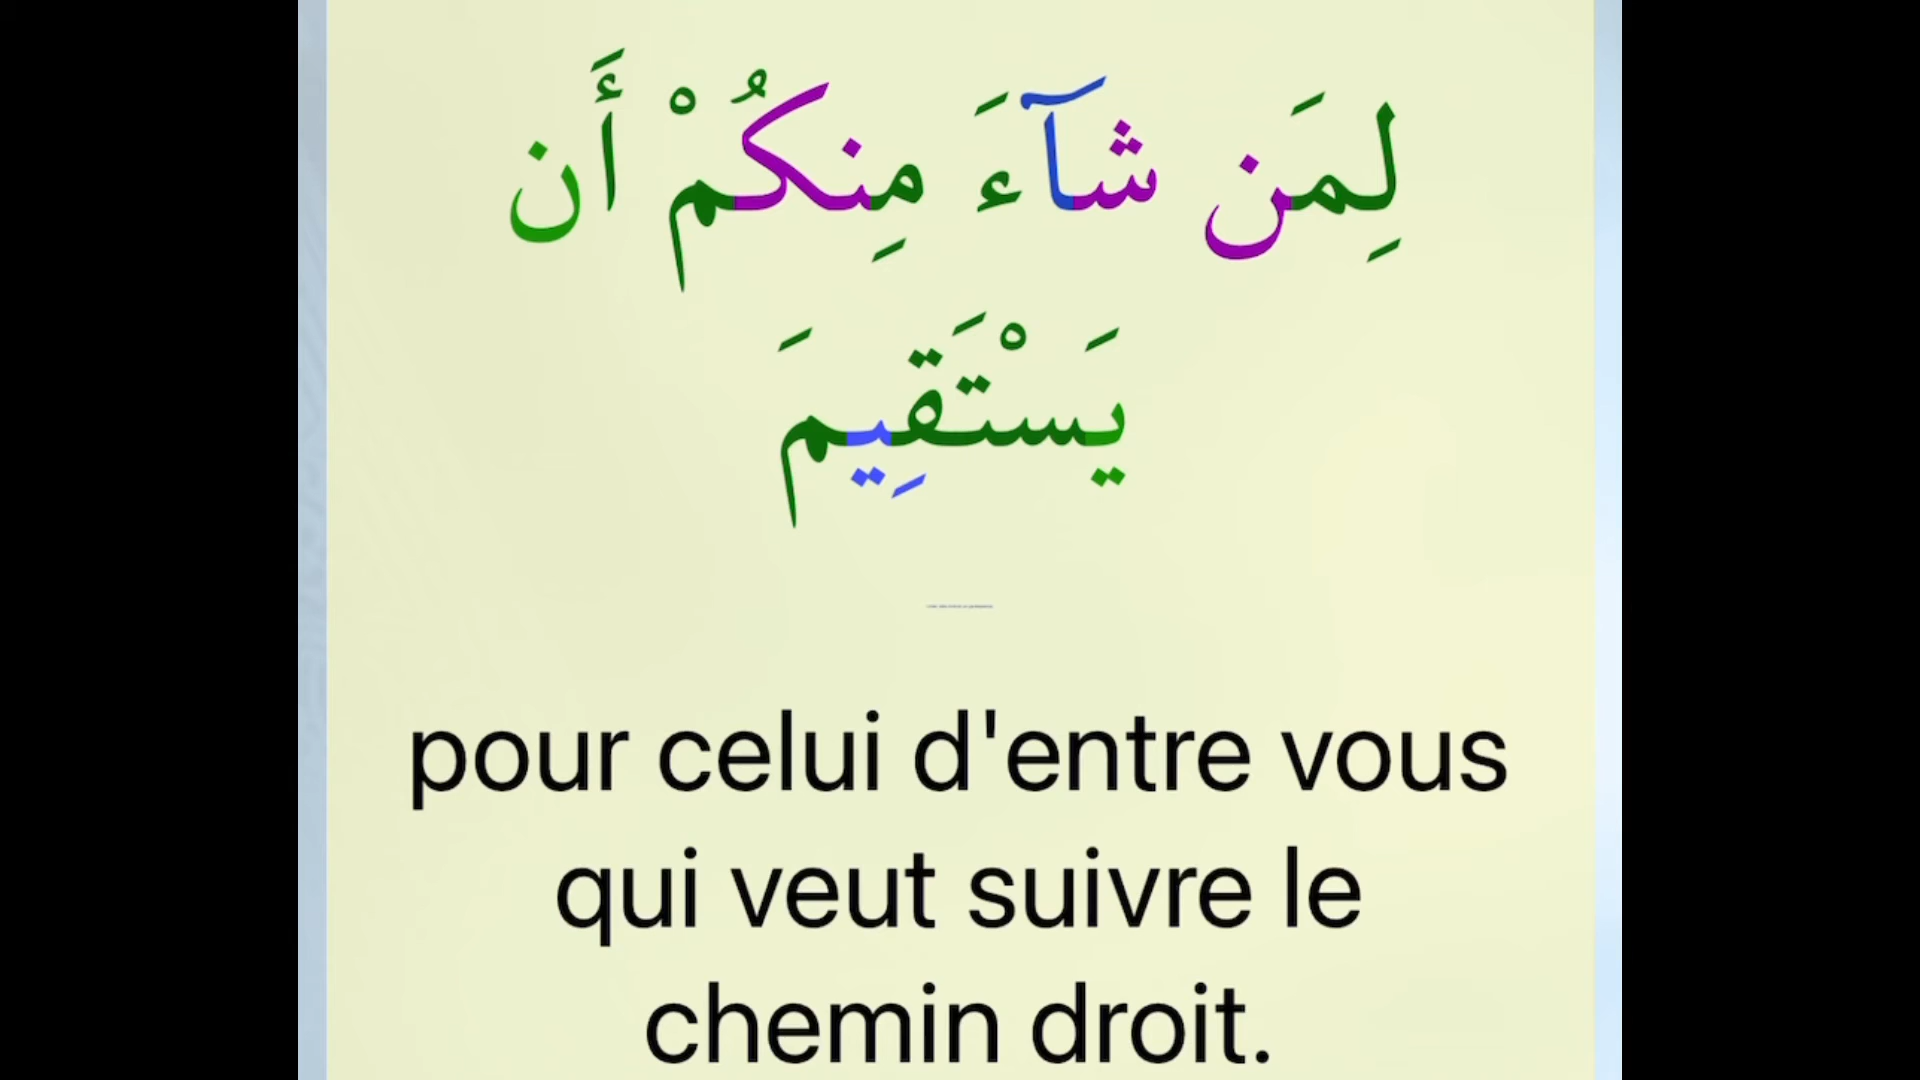 لِمَن شَآءَ مِنكُمْ أَن
يَسْتَقِيمَ
pour celui d'entre vous
qui veut suivre le
chemin droit.